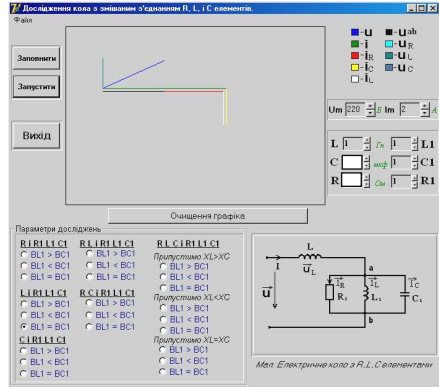 Дослідження кола з змішаним з'єднанням R, L, і C елементів.
Файл
Заповнити
Запустити
Вихід
-u -uab
-i -uR
-iR -uL
-iC -uC
-iL
Um 220 В Im 2 А
L 1 Гн 1 L1
C мкф 1 C1
R Ом 1 R1
Очищення графіка
Параметри досліджень
R i R1 L1 C1 R L i R1 L1 C1 R L C i R1 L1 C1
BL1 > BC1 BL1 > BC1 Припустимо XL>XC
BL1 < BC1 BL1 < BC1 BL1 > BC1
BL1 = BC1 BL1 = BC1 BL1 < BC1
BL1 = BC1
L i R1 L1 C1 R C i R1 L1 C1 Припустимо XL<XC
BL1 > BC1 BL1 > BC1 BL1 > BC1
BL1 < BC1 BL1 < BC1 BL1 < BC1
BL1 = BC1 BL1 = BC1 BL1 = BC1
C i R1 L1 C1 Припустимо XL=XC
BL1 > BC1 BL1 > BC1
BL1 < BC1 BL1 < BC1
BL1 = BC1 BL1 = BC1
L
I uL a
u IR IL IC
R1 L1 C1
b
Мал. Електричне коло з R,L,C елементами